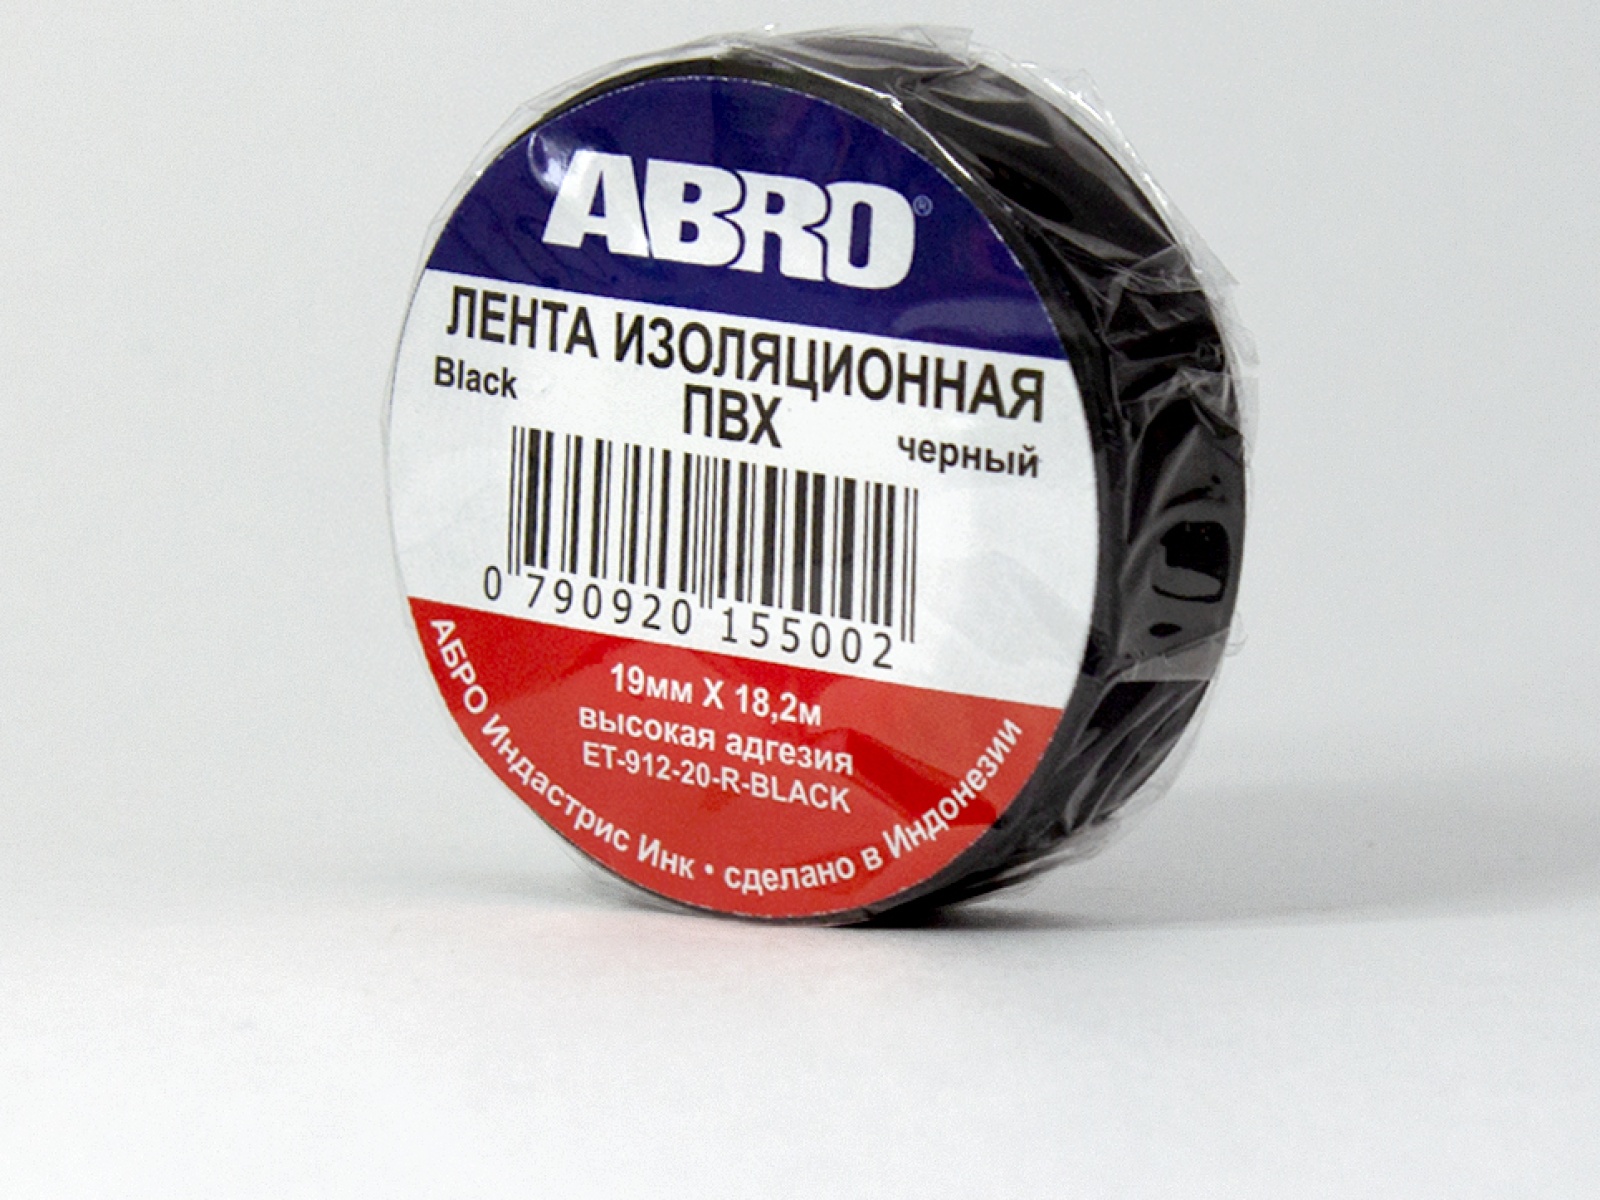 ABRO®
ЛЕНТА ИЗОЛЯЦИОННАЯ
ПВХ
Black
черный
0 790920 155002
19мм X 18,2м
высокая адгезия
ET-912-20-R-BLACK
АБРО Индастрис Инк • сделано в Индонезии